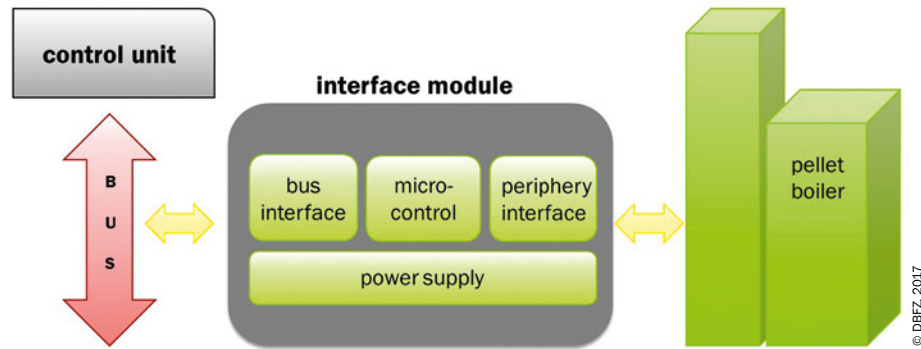 control unit
interface module
B
U
S
bus
interface
micro-
control
periphery
interface
power supply
pellet
boiler
© DBFZ, 2017